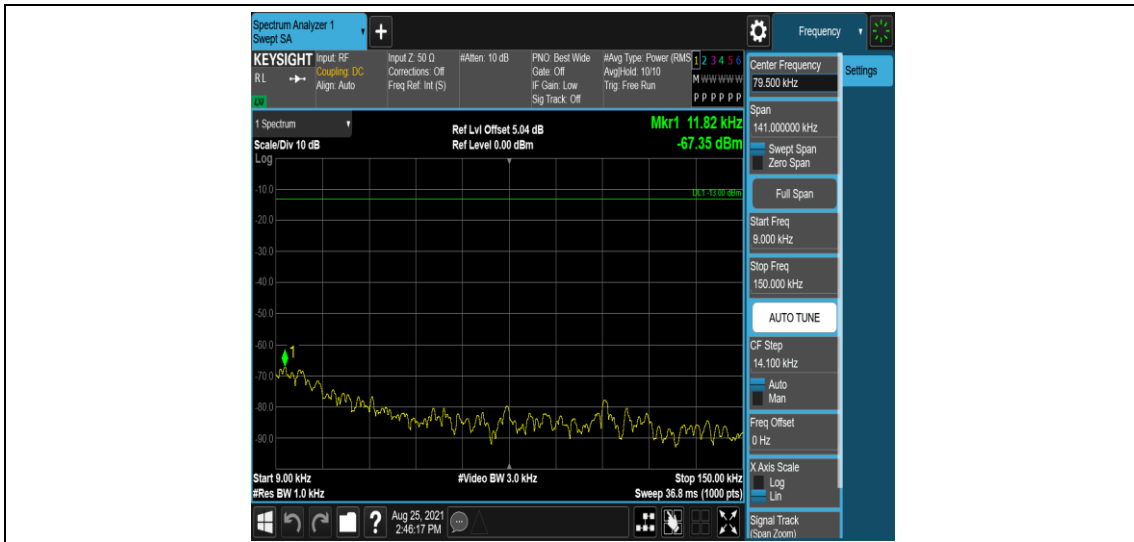 Spectrum Analyzer 1
Swept SA
+
Frequency
KEYSIGHT
RL
LXI
Input: RF
Coupling: DC
Align: Auto
Input Z: 50 Ω
Corrections: Off
Freq Ref: Int (S)
#Atten: 10 dB
PNO: Best Wide
Gate: Off
IF Gain: Low
Sig Track: Off
#Avg Type: Power (RMS
Avg|Hold: 10/10
Trig: Free Run
1 2 3 4 5 6
M W W W W W
P P P P P P
1 Spectrum
Scale/Div 10 dB
Log
Ref Lvl Offset 5.04 dB
Ref Level 0.00 dBm
Mkr1 11.82 kHz
-67.35 dBm
DL1 -13.00 dBm
-10.0
-20.0
-30.0
-40.0
-50.0
-60.0
-70.0
-80.0
-90.0
1
Start 9.00 kHz
#Res BW 1.0 kHz
#Video BW 3.0 kHz
Stop 150.00 kHz
Sweep 36.8 ms (1000 pts)
Aug 25, 2021
2:46:17 PM
?
Center Frequency
79.500 kHz
Settings
Span
141.000000 kHz
Swept Span
Zero Span
Full Span
Start Freq
9.000 kHz
Stop Freq
150.000 kHz
AUTO TUNE
CF Step
14.100 kHz
Auto
Man
Freq Offset
0 Hz
X Axis Scale
Log
Lin
Signal Track
(Span Zoom)